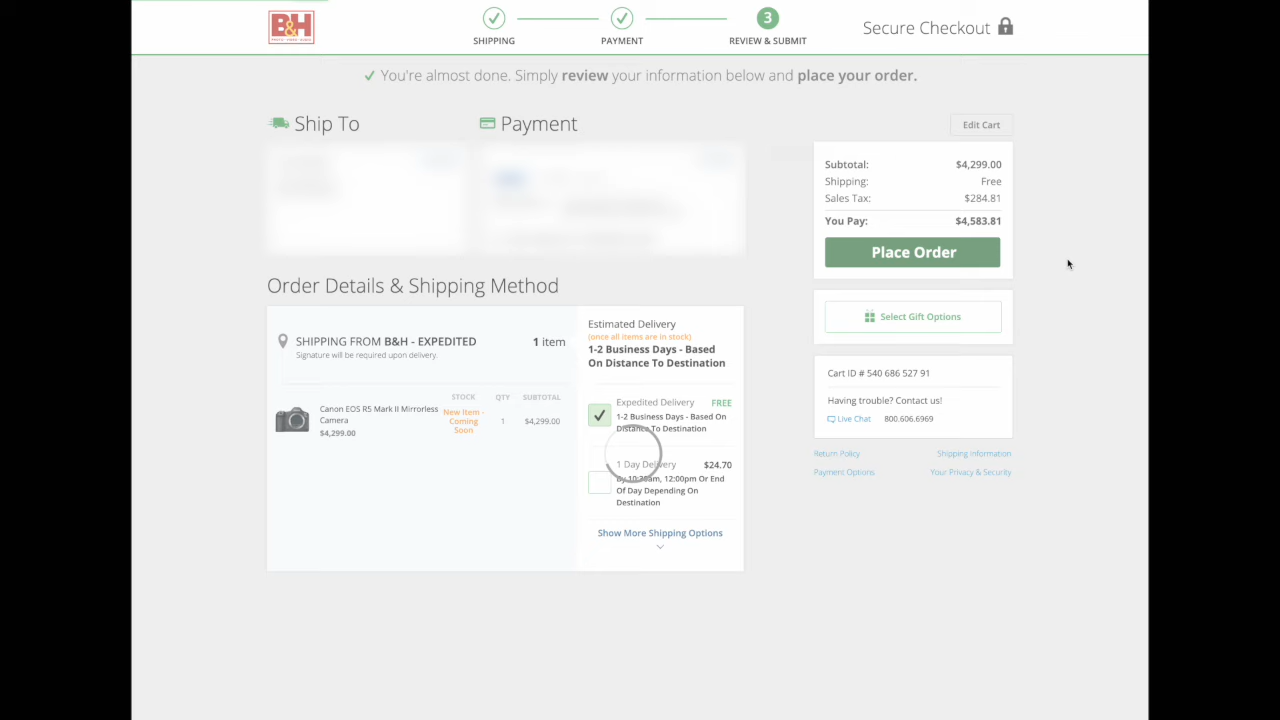 B&H
PHOTO - VIDEO - AUDIO
SHIPPING
PAYMENT
3
REVIEW & SUBMIT
Secure Checkout
You're almost done. Simply review your information below and place your order.
Ship To
Payment
Edit Cart
Subtotal: $4,299.00
Shipping: Free
Sales Tax: $284.81
You Pay: $4,583.81
Place Order
Select Gift Options
Cart ID # 540 686 527 91
Having trouble? Contact us!
Live Chat 800.606.6969
Return Policy Shipping Information
Payment Options Your Privacy & Security
Order Details & Shipping Method
SHIPPING FROM B&H - EXPEDITED 1 item
Signature will be required upon delivery.
STOCK QTY SUBTOTAL
Canon EOS R5 Mark II Mirrorless
Camera
$4,299.00
New Item -
Coming
Soon
1
$4,299.00
Estimated Delivery
(once all items are in stock)
1-2 Business Days - Based
On Distance To Destination
Expedited Delivery FREE
1-2 Business Days - Based On
Distance To Destination
1 Day Delivery $24.70
By 10:30am, 12:00pm Or End
Of Day Depending On
Destination
Show More Shipping Options